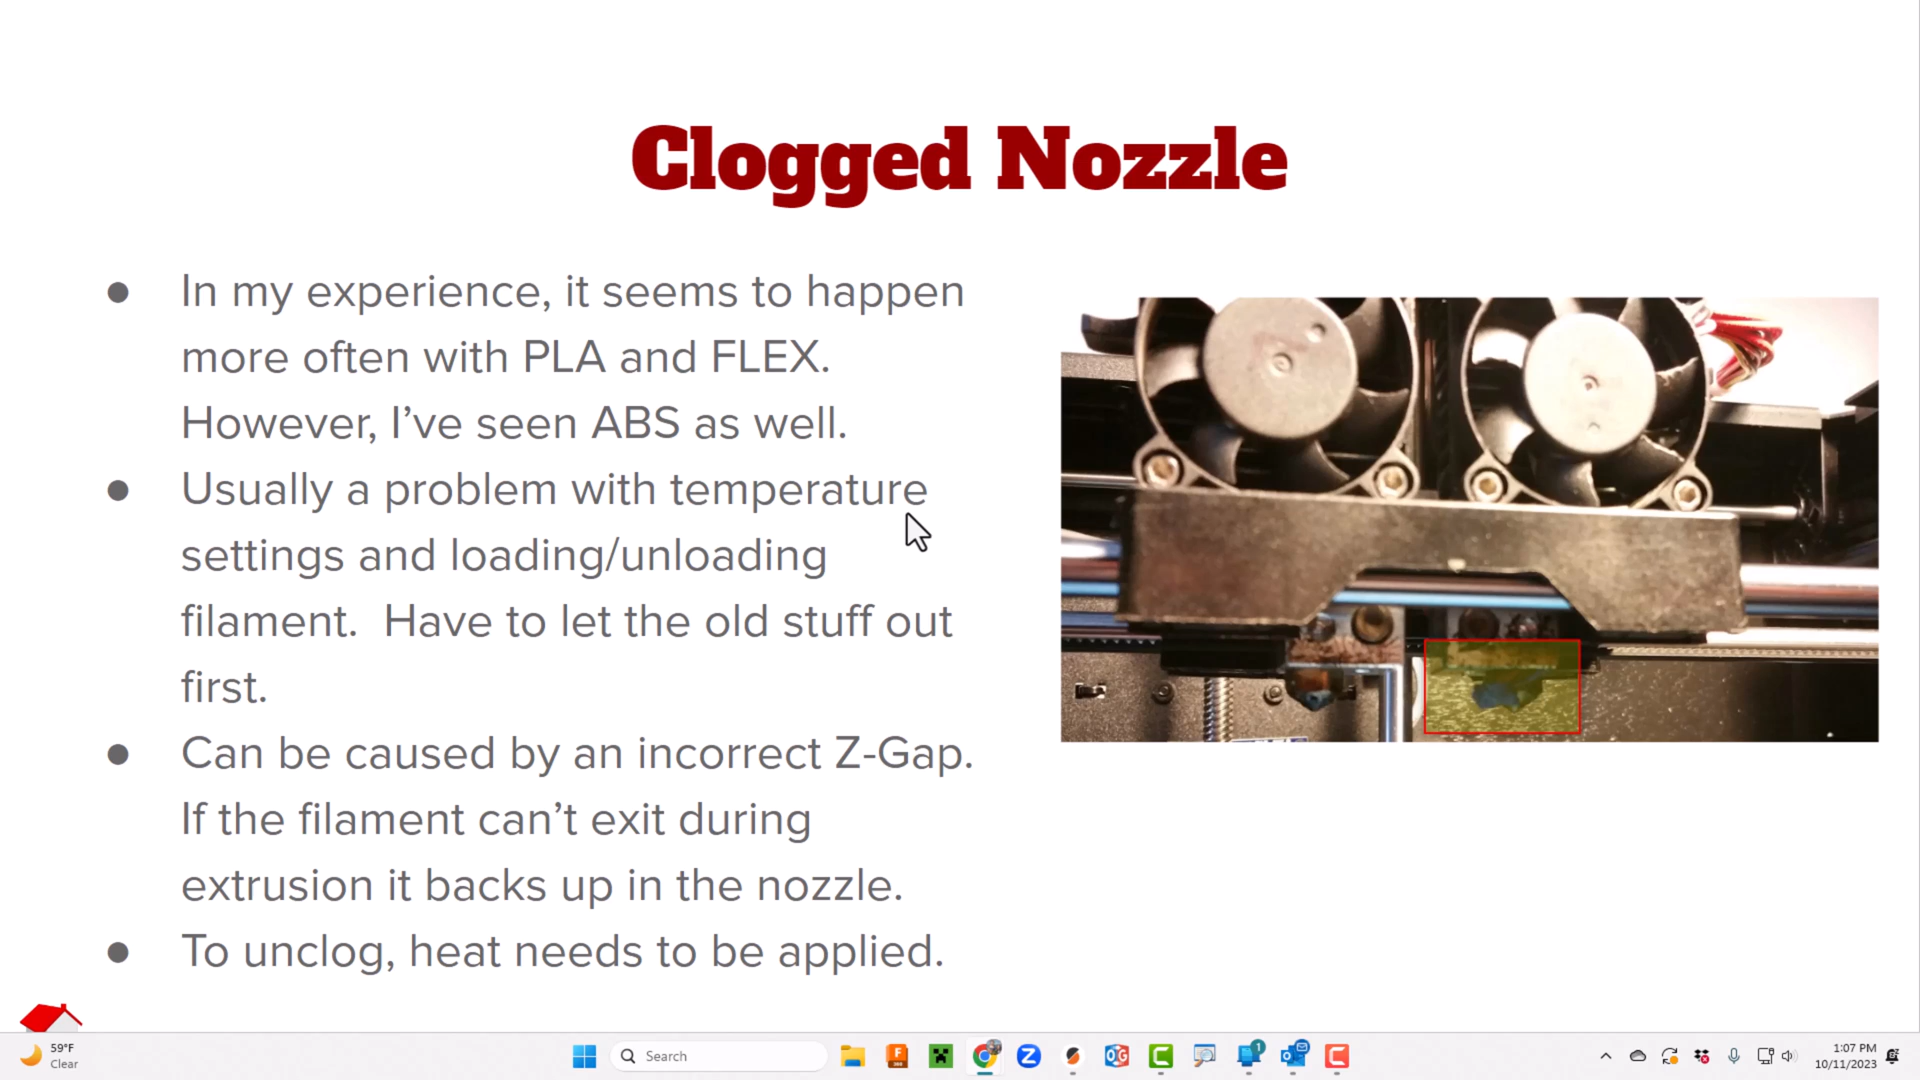 Clogged Nozzle
● In my experience, it seems to happen
more often with PLA and FLEX.
However, I’ve seen ABS as well.
● Usually a problem with temperature
settings and loading/unloading
filament.  Have to let the old stuff out
first.
● Can be caused by an incorrect Z-Gap.
If the filament can’t exit during
extrusion it backs up in the nozzle.
● To unclog, heat needs to be applied.
59°F
Clear
Search
1:07 PM
10/11/2023